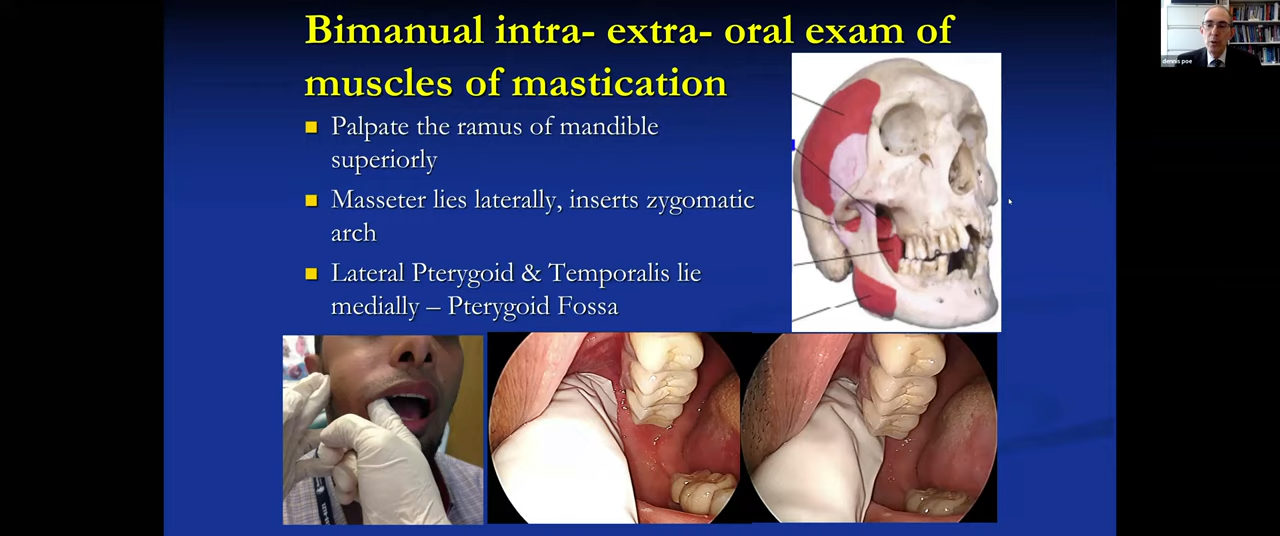 Bimanual intra- extra- oral exam of
muscles of mastication
Palpate the ramus of mandible
superiorly
Masseter lies laterally, inserts zygomatic
arch
Lateral Pterygoid & Temporalis lie
medially – Pterygoid Fossa
dennis poe